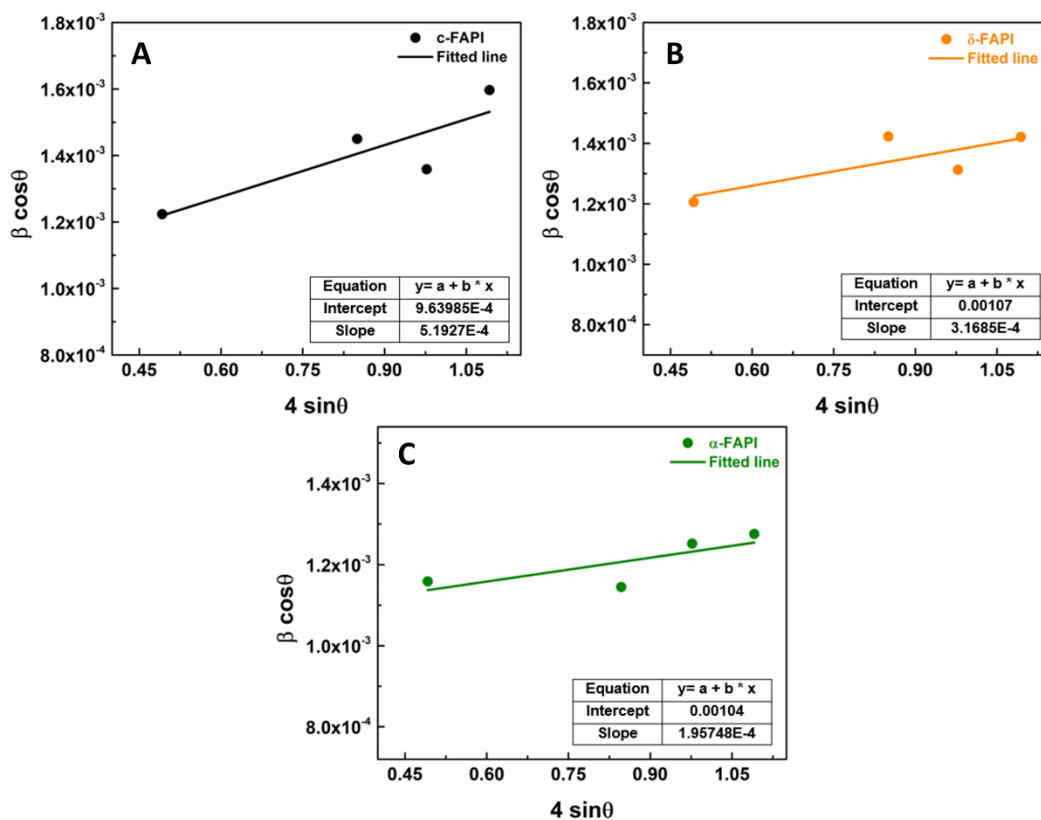 A
c-FAPI
Fitted line
β cosθ
1.8x10⁻³
1.6x10⁻³
1.4x10⁻³
1.2x10⁻³
1.0x10⁻³
8.0x10⁻⁴
Equation y= a + b * x
Intercept 9.63985E-4
Slope 5.1927E-4
0.45 0.60 0.75 0.90 1.05
4 sinθ
B
δ-FAPI
Fitted line
β cosθ
1.8x10⁻³
1.6x10⁻³
1.4x10⁻³
1.2x10⁻³
1.0x10⁻³
8.0x10⁻⁴
Equation y= a + b * x
Intercept 0.00107
Slope 3.1685E-4
0.45 0.60 0.75 0.90 1.05
4 sinθ
C
α-FAPI
Fitted line
β cosθ
1.4x10⁻³
1.2x10⁻³
1.0x10⁻³
8.0x10⁻⁴
Equation y= a + b * x
Intercept 0.00104
Slope 1.95748E-4
0.45 0.60 0.75 0.90 1.05
4 sinθ